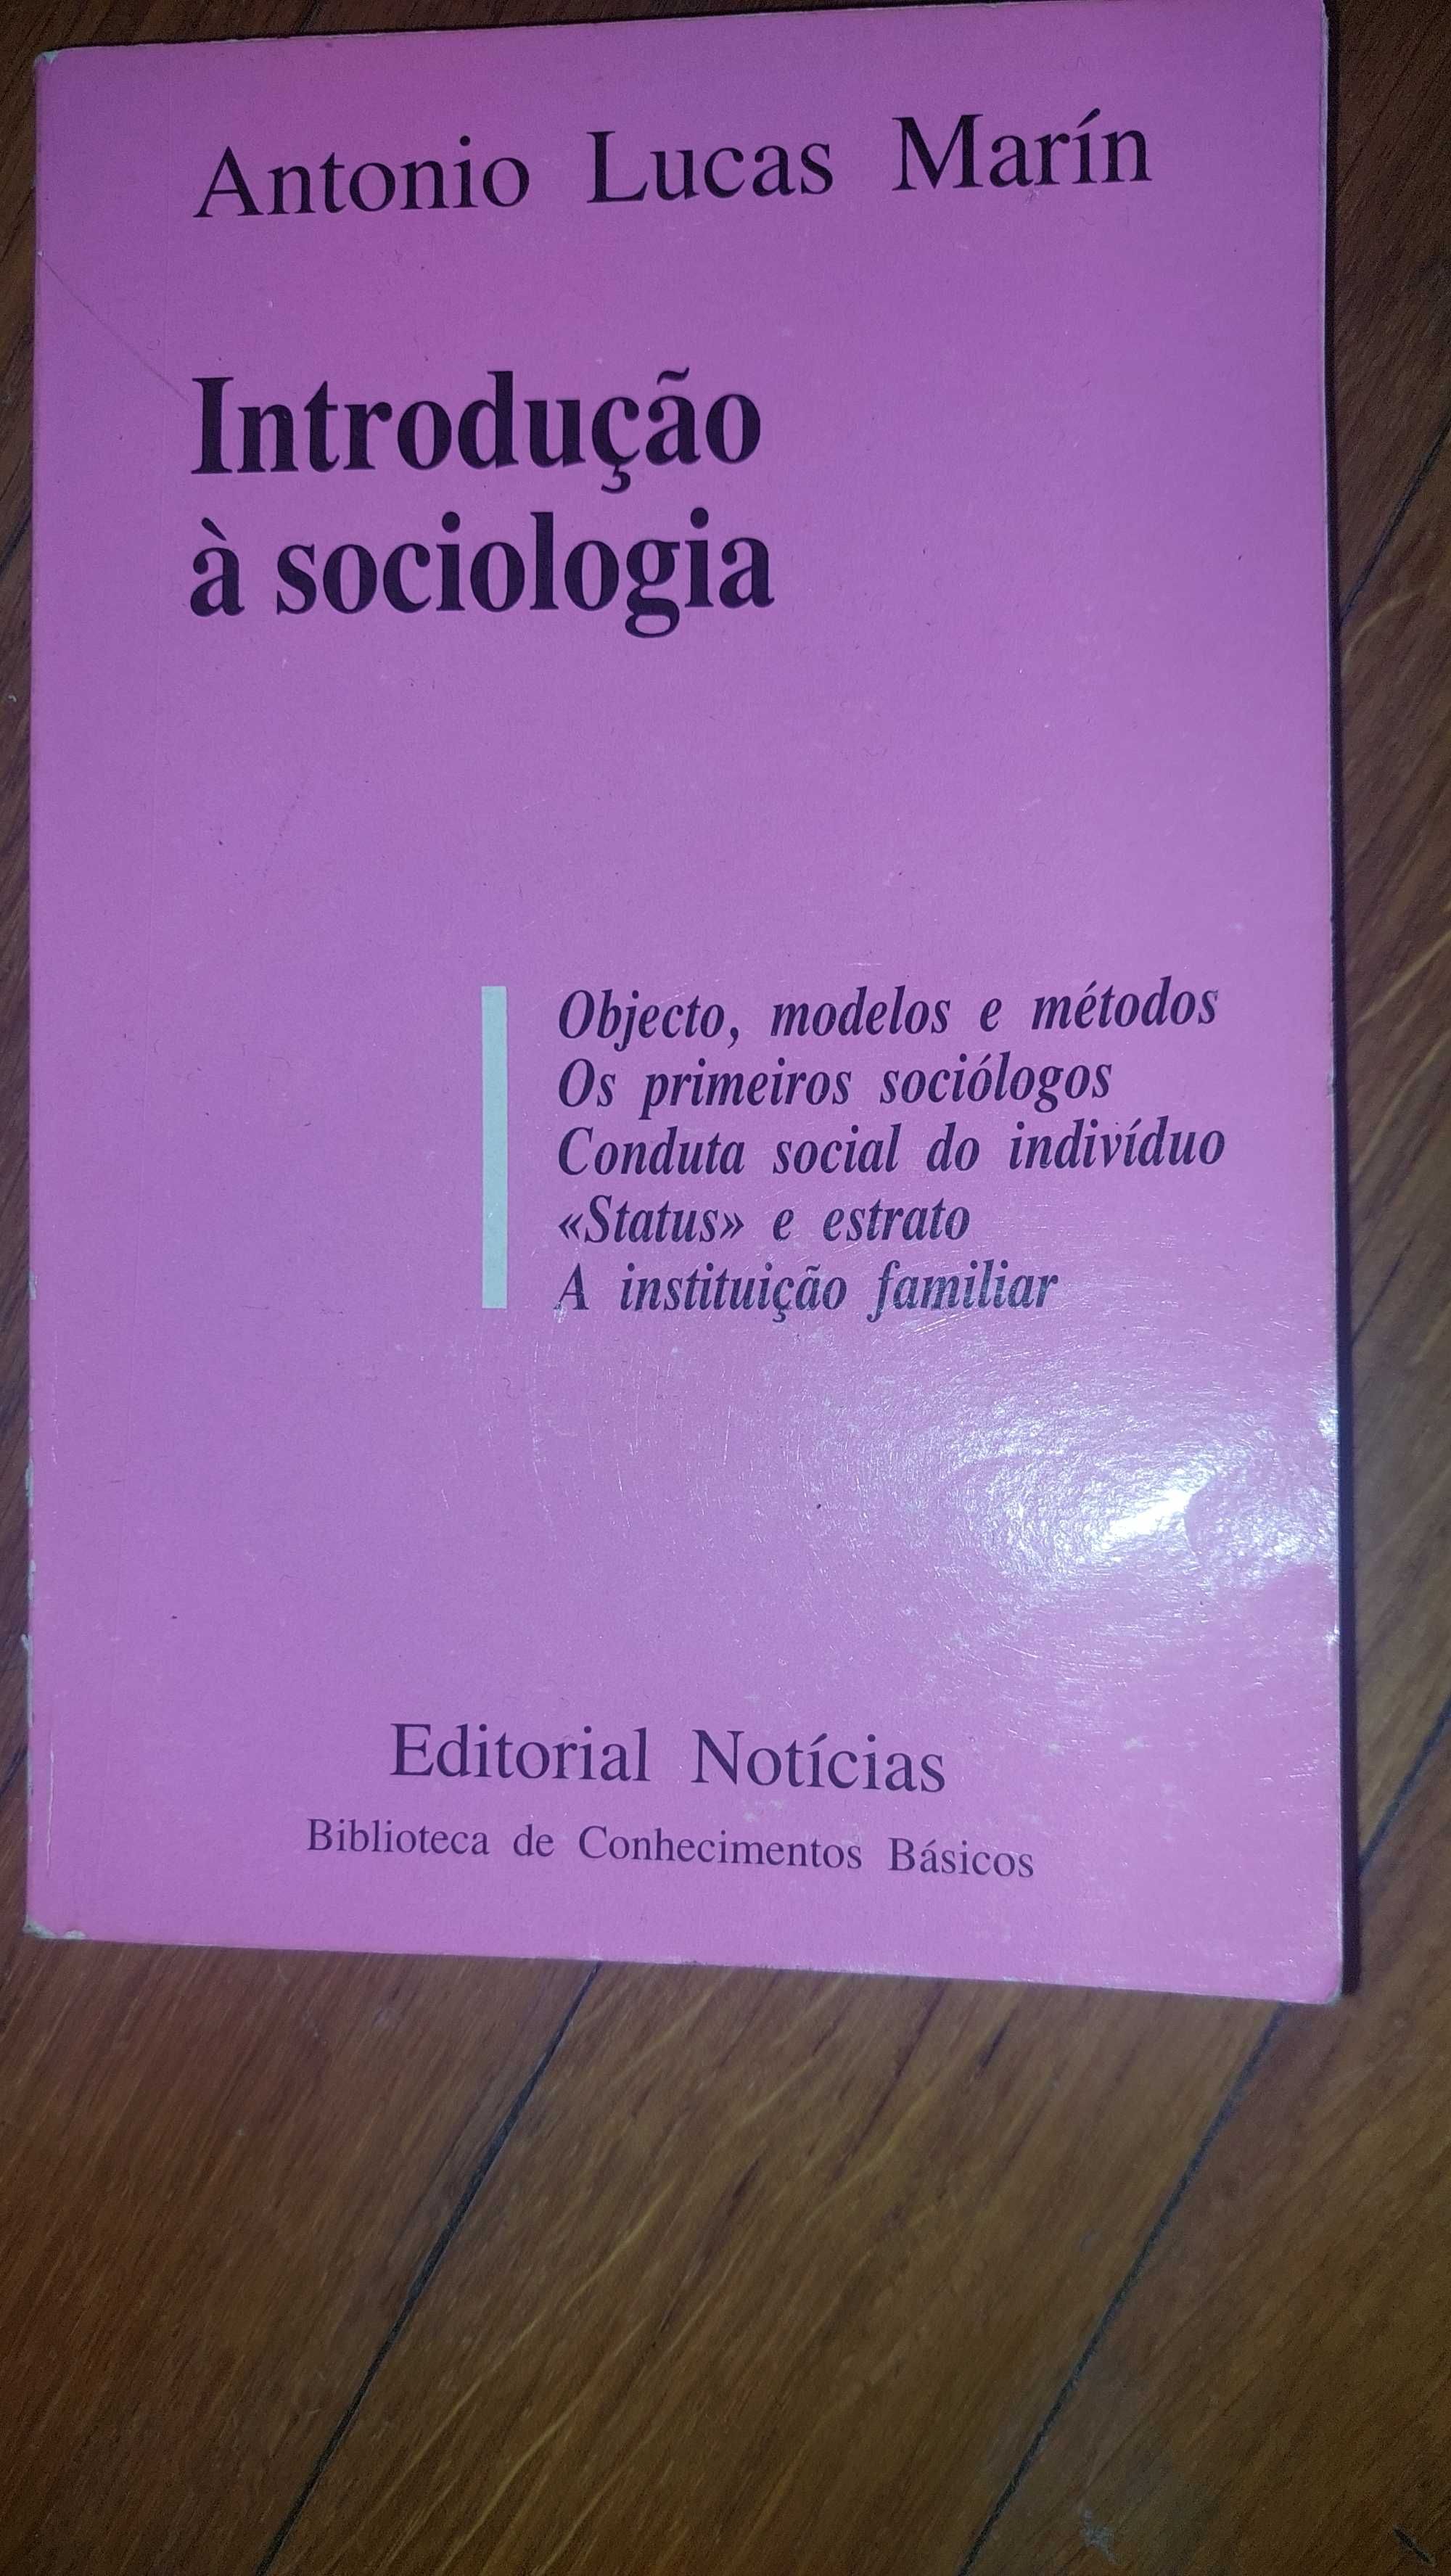 Antonio Lucas Marín
Introdução
à sociologia
Objecto, modelos e métodos
Os primeiros sociólogos
Conduta social do indivíduo
«Status» e estrato
A instituição familiar
Editorial Notícias
Biblioteca de Conhecimentos Básicos